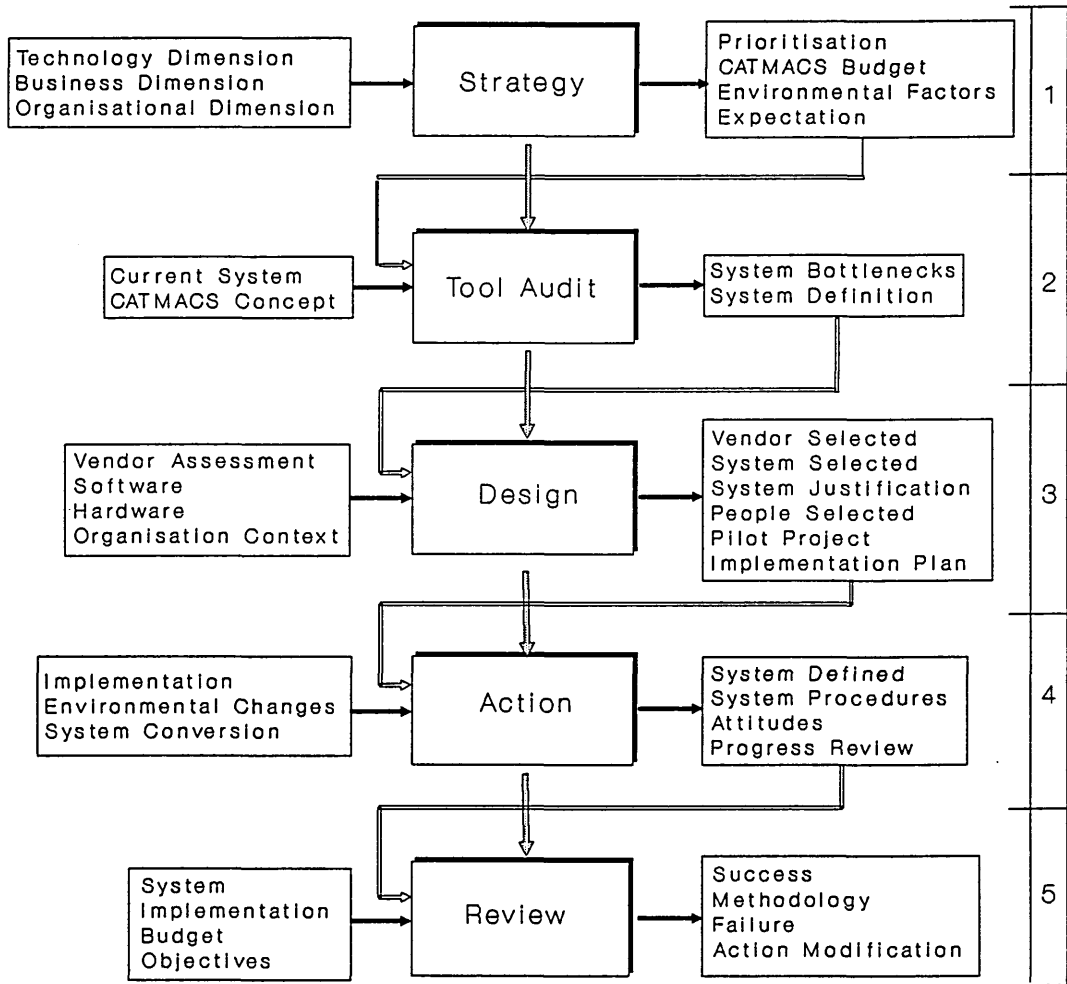 Technology Dimension
Business Dimension
Organisational Dimension
Strategy
Prioritisation
CATMACS Budget
Environmental Factors
Expectation
1
Current System
CATMACS Concept
Tool Audit
System Bottlenecks
System Definition
2
Vendor Assessment
Software
Hardware
Organisation Context
Design
Vendor Selected
System Selected
System Justification
People Selected
Pilot Project
Implementation Plan
3
Implementation
Environmental Changes
System Conversion
Action
System Defined
System Procedures
Attitudes
Progress Review
4
System
Implementation
Budget
Objectives
Review
Success
Methodology
Failure
Action Modification
5